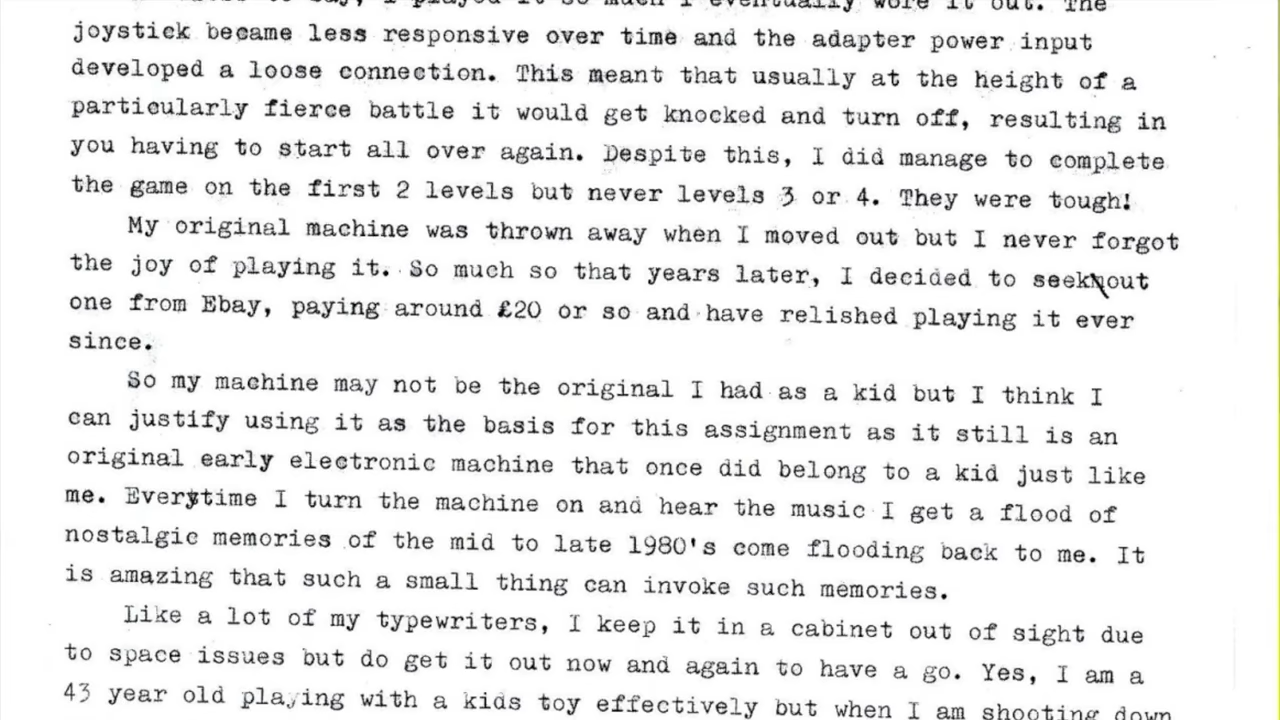 to say, I played it so much I eventually wore it out. The
joystick became less responsive over time and the adapter power input
developed a loose connection. This meant that usually at the height of a
particularly fierce battle it would get knocked and turn off, resulting in
you having to start all over again. Despite this, I did manage to complete
the game on the first 2 levels but never levels 3 or 4. They were tough!
My original machine was thrown away when I moved out but I never forgot
the joy of playing it. So much so that years later, I decided to seek out
one from Ebay, paying around £20 or so and have relished playing it ever
since.
So my machine may not be the original I had as a kid but I think I
can justify using it as the basis for this assignment as it still is an
original early electronic machine that once did belong to a kid just like
me. Everytime I turn the machine on and hear the music I get a flood of
nostalgic memories of the mid to late 1980's come flooding back to me. It
is amazing that such a small thing can invoke such memories.
Like a lot of my typewriters, I keep it in a cabinet out of sight due
to space issues but do get it out now and again to have a go. Yes, I am a
43 year old playing with a kids toy effectively but when I am shooting down